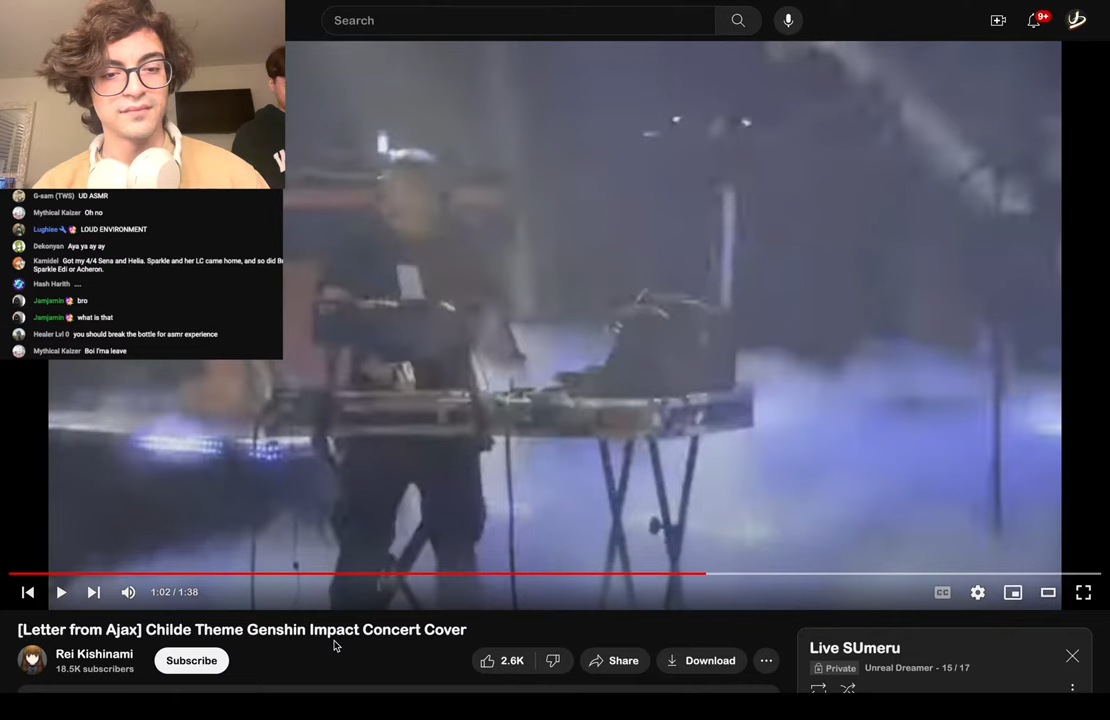 Search
9+
G-sam (TWS) UD ASMR
Mythical Kaizer Oh no
Lughiee LOUD ENVIRONMENT
Dekonyan Aya ya ay ay
Kamidel Got my 4/4 Sena and Helia. Sparkle and her LC came home, and so did B
Sparkle Edi or Acheron.
Hash Harith ....
Jamjamin bro
Jamjamin what is that
Healer Lvl 0 you should break the bottle for asmr experience
Mythical Kaizer Boi I'ma leave
1:02 / 1:38
CC
[Letter from Ajax] Childe Theme Genshin Impact Concert Cover
Rei Kishinami
18.5K subscribers
Subscribe
2.6K
Share
Download
Live SUmeru
Private Unreal Dreamer - 15 / 17